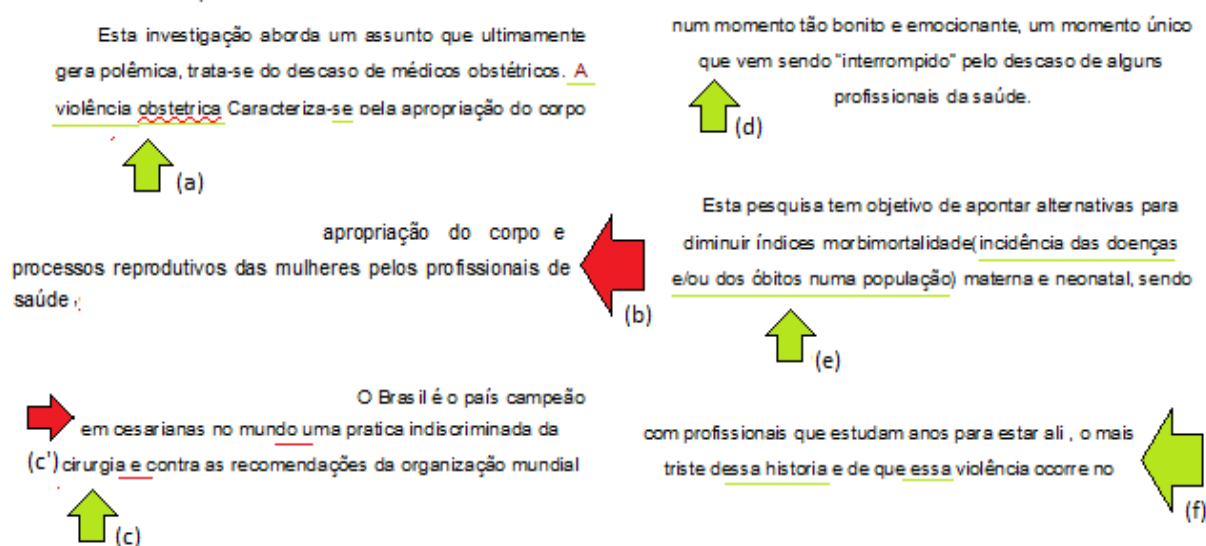 Esta investigação aborda um assunto que ultimamente
gera polêmica, trata-se do descaso de médicos obstétricos. A
violência obstetrica Caracteriza-se pela apropriação do corpo
(a)
apropriação do corpo e
processos reprodutivos das mulheres pelos profissionais de
saúde ,
(b)
O Brasil é o país campeão
em cesarianas no mundo uma pratica indiscriminada da
(c') cirurgia e contra as recomendações da organização mundial
(c)
num momento tão bonito e emocionante, um momento único
que vem sendo "interrompido" pelo descaso de alguns
profissionais da saúde.
(d)
Esta pesquisa tem objetivo de apontar alternativas para
diminuir índices morbimortalidade(incidência das doenças
e/ou dos óbitos numa população) materna e neonatal, sendo
(e)
com profissionais que estudam anos para estar ali , o mais
triste dessa historia e de que essa violência ocorre no
(f)